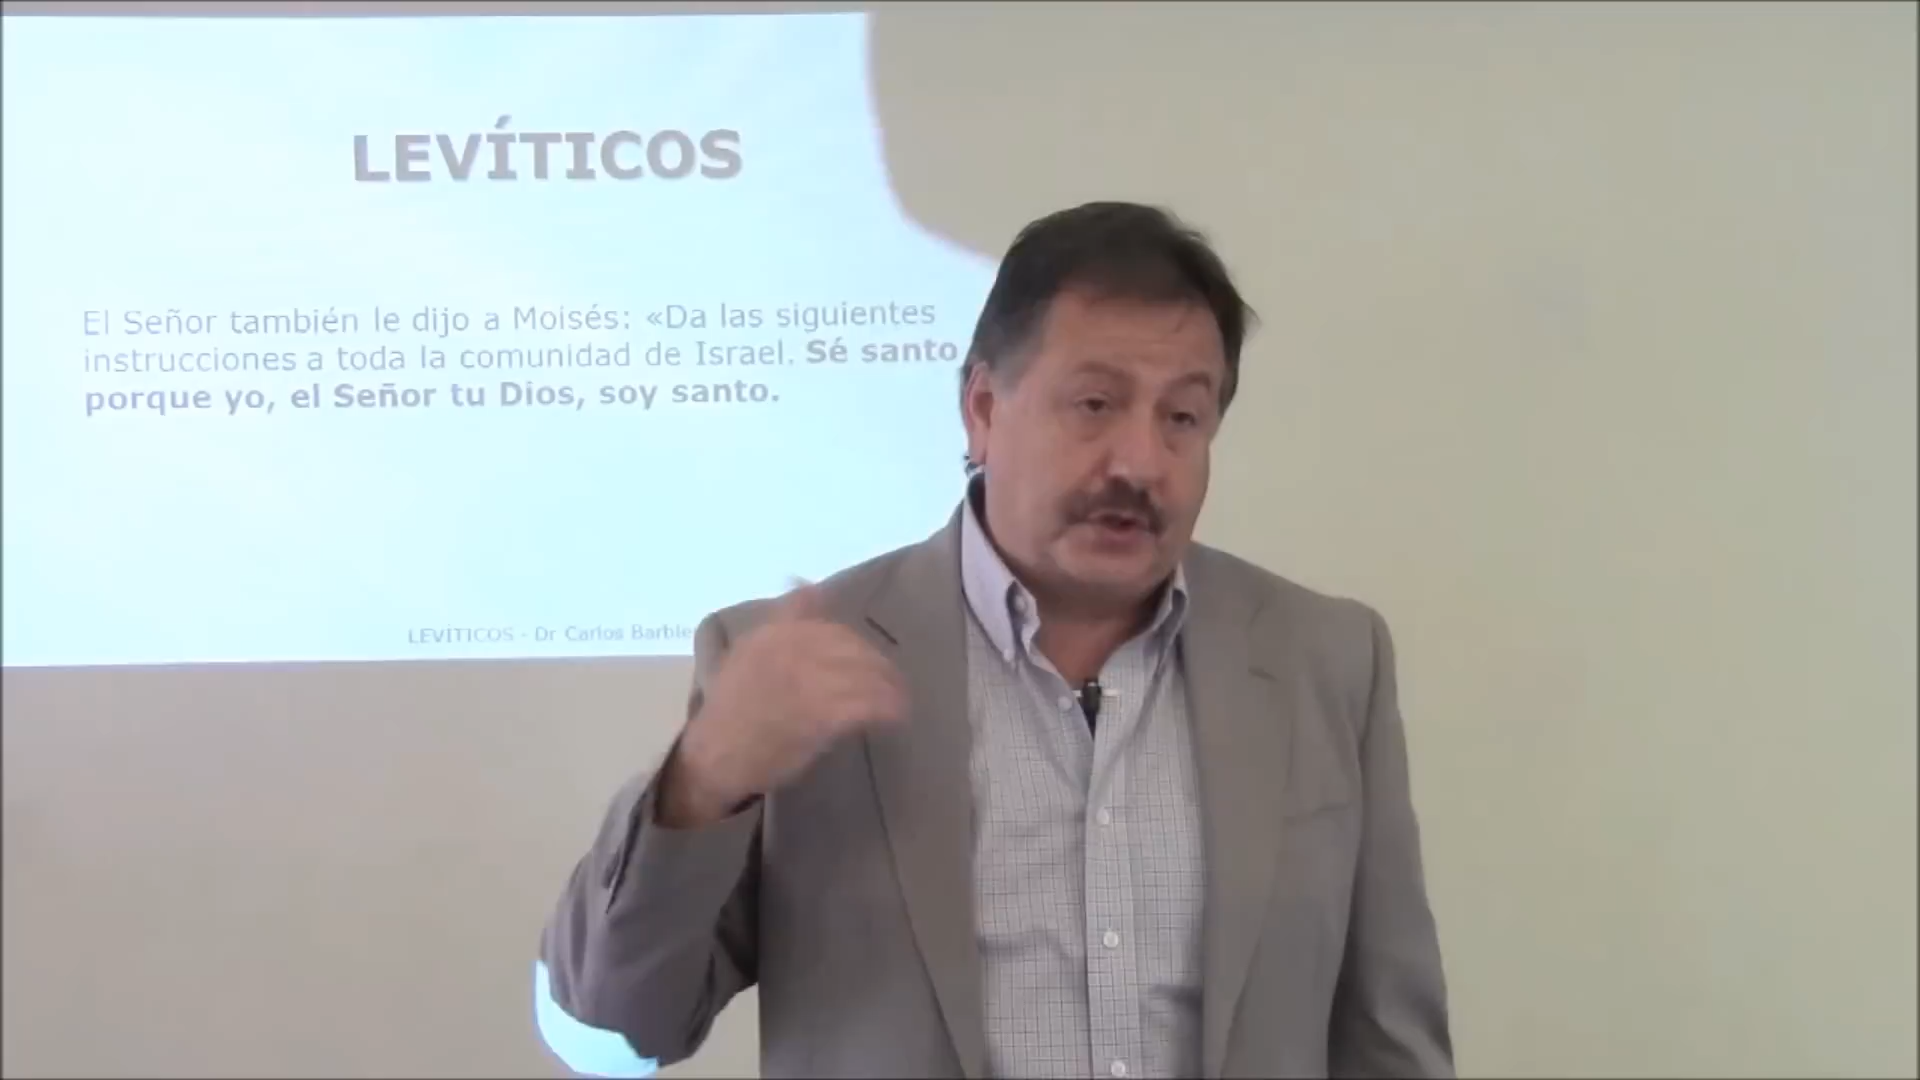 LEVÍTICOS
El Señor también le dijo a Moisés: «Da las siguientes
instrucciones a toda la comunidad de Israel. Sé santo
porque yo, el Señor tu Dios, soy santo.
LEVÍTICOS - Dr Carlos